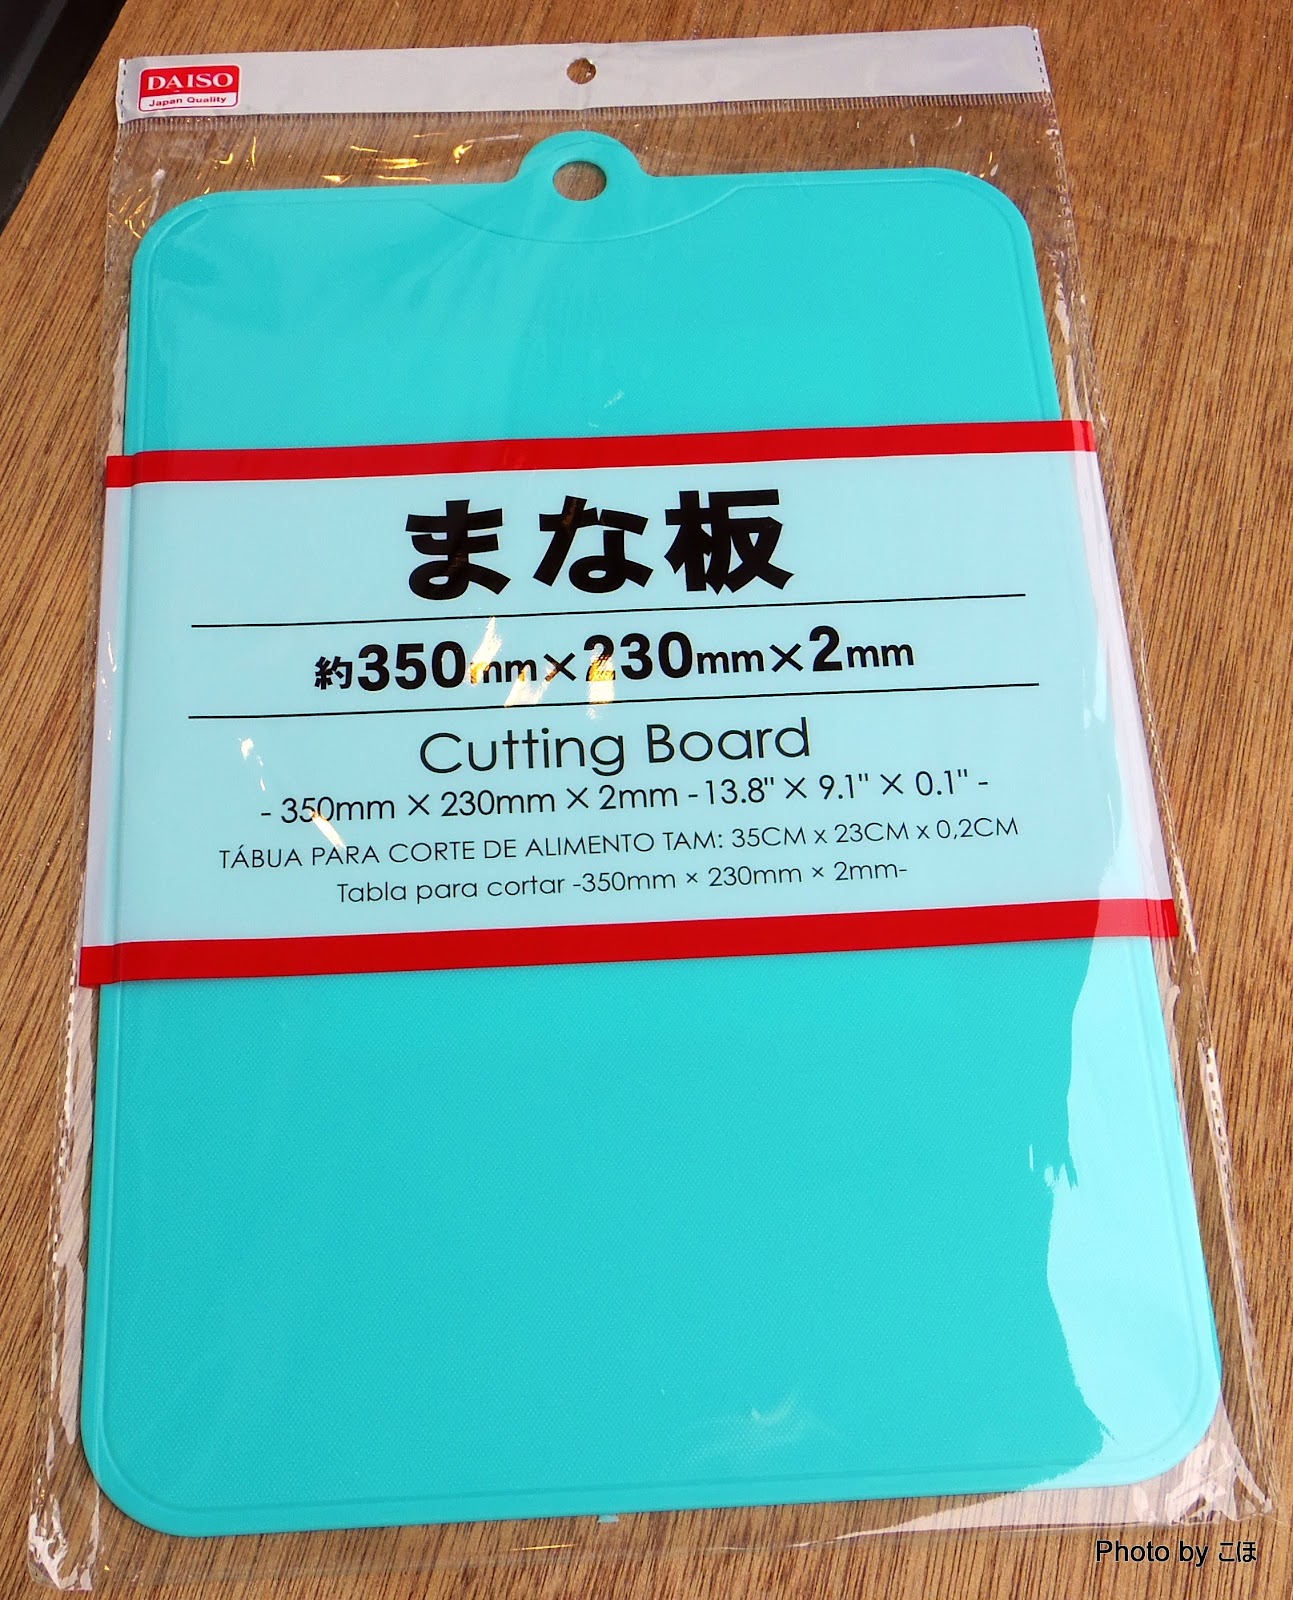 DAISO
Japan Quality
まな板
約350mm×230mm×2mm
Cutting Board
- 350mm × 230mm × 2mm - 13.8" × 9.1" × 0.1" -
TÁBUA PARA CORTE DE ALIMENTO TAM: 35CM x 23CM x 0,2CM
Tabla para cortar -350mm × 230mm × 2mm-
Photo by こほ